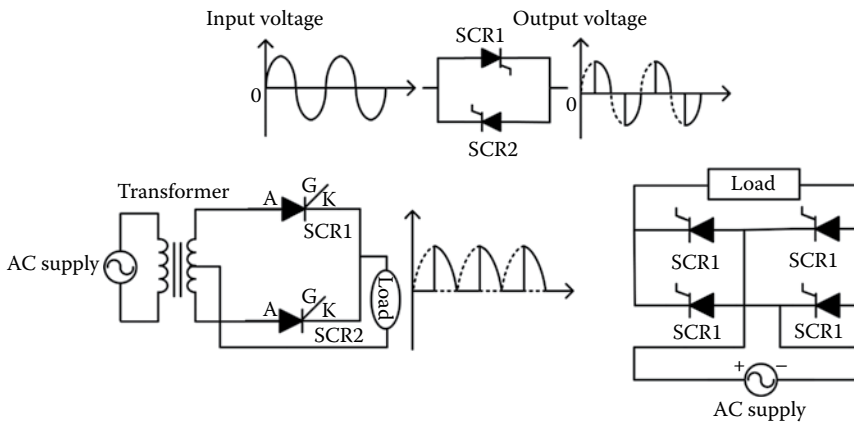 Input voltage
Output voltage
SCR1
0
0
SCR2
Transformer
A G K
SCR1
AC supply
Load
A G K
SCR2
Load
SCR1 SCR1
SCR1 SCR1
+ −
AC supply